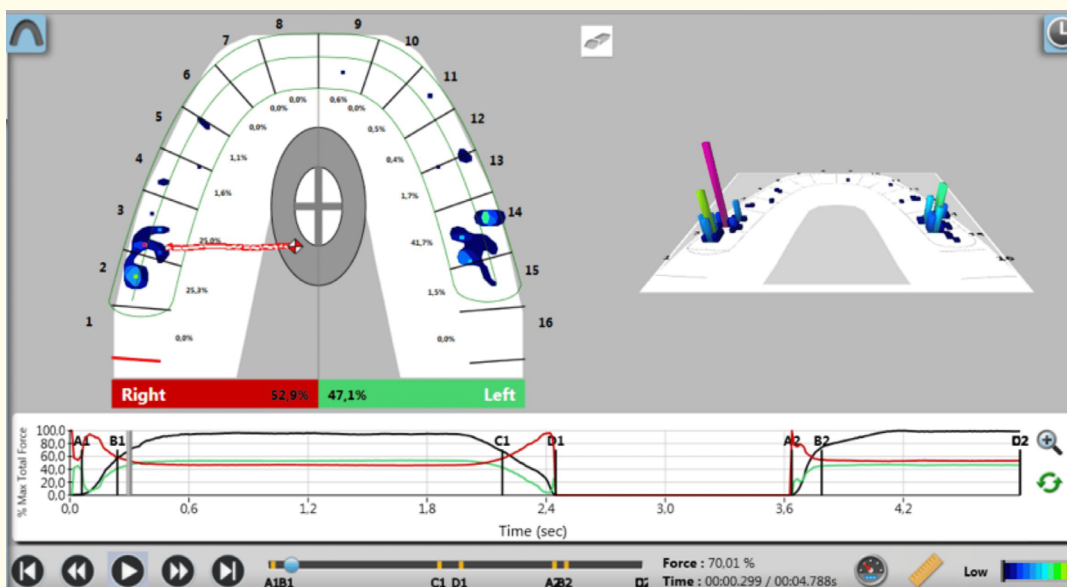 8 9
7 10
6 11
5 12
4 13
3 14
2 15
1 16
0,0% 0,6%
0,0% 0,0%
0,0% 0,5%
1,1% 0,4%
1,6% 1,7%
25,0% 41,7%
25,3% 1,5%
0,0% 0,0%
Right 52,9% 47,1% Left
% Max Total Force
100,0
80,0
60,0
40,0
20,0
0,0
A1 B1 C1 D1 A2 B2 D2
0,0 0,6 1,2 1,8 2,4 3,0 3,6 4,2
Time (sec)
A1B1 C1 D1 A2B2 D2
Force : 70,01 %
Time : 00:00.299 / 00:04.788s
Low